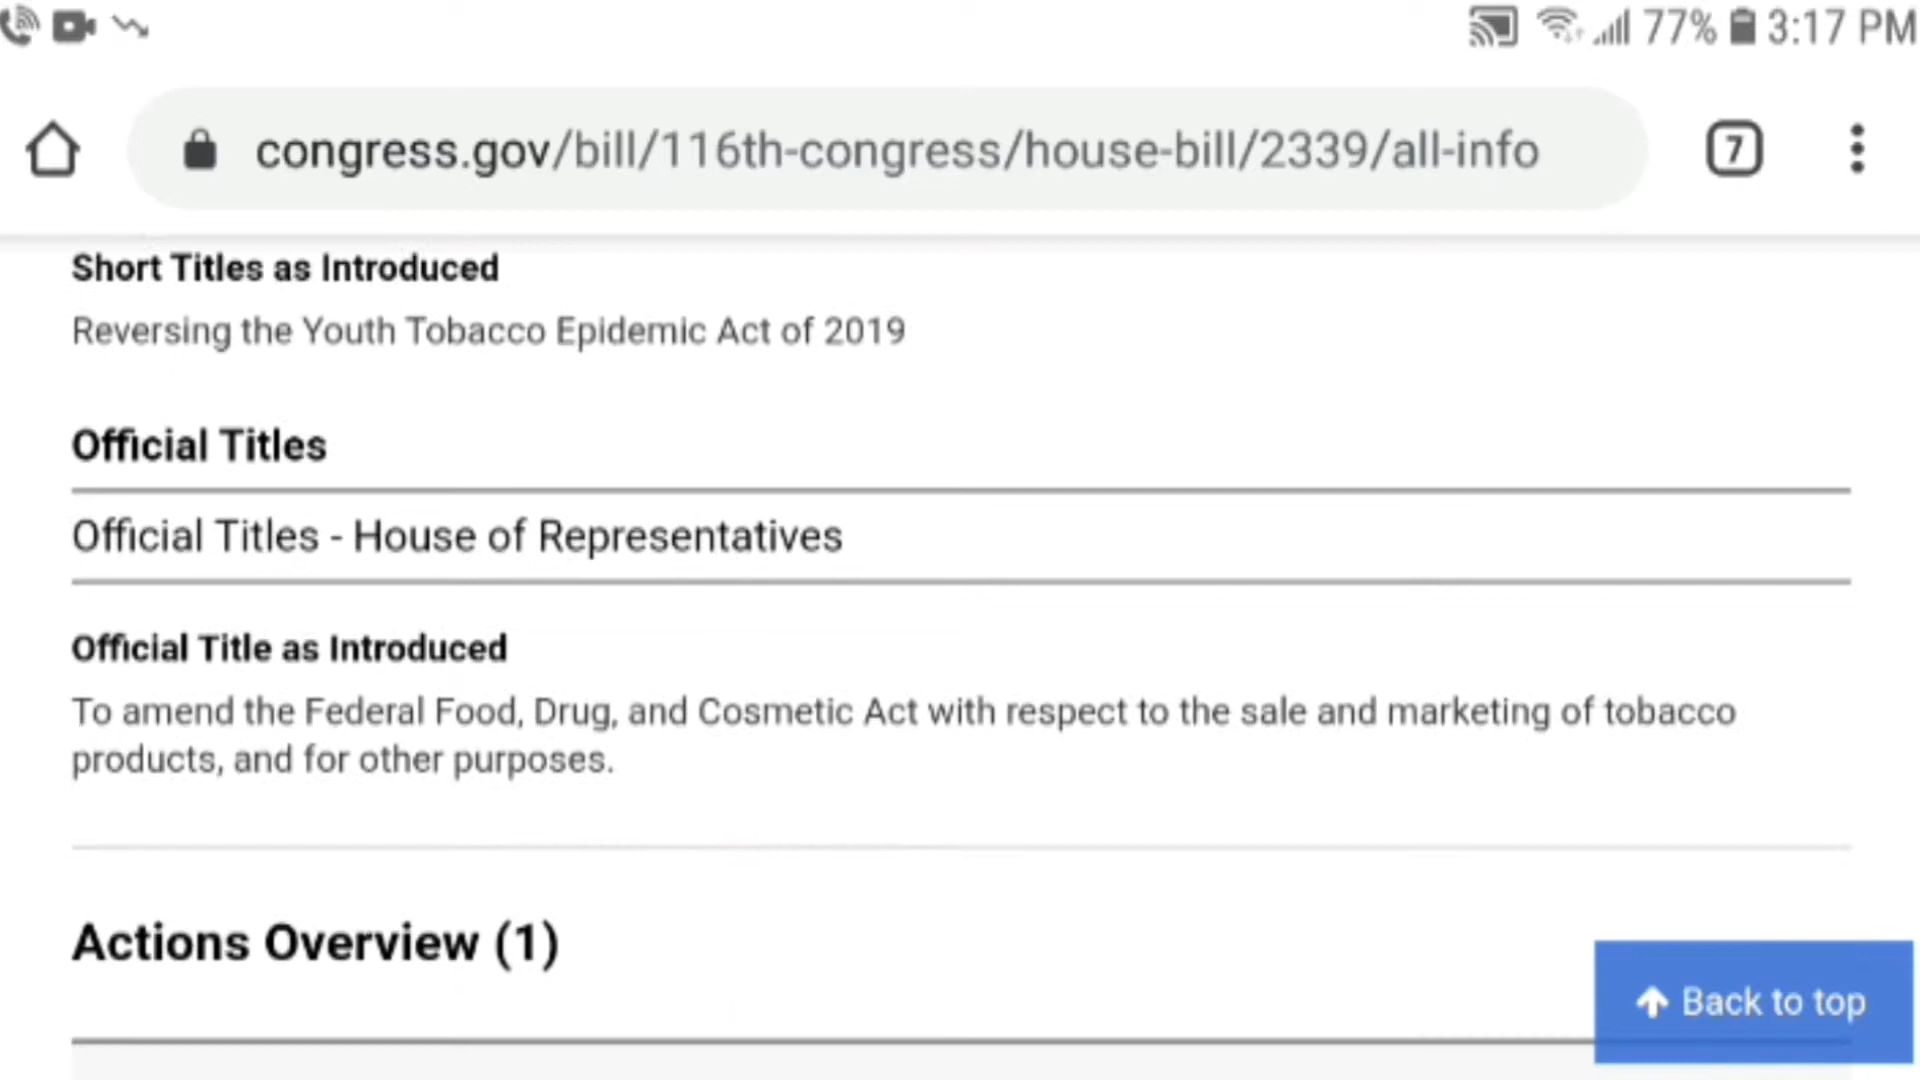 77% 3:17 PM
congress.gov/bill/116th-congress/house-bill/2339/all-info
7
Short Titles as Introduced
Reversing the Youth Tobacco Epidemic Act of 2019
Official Titles
Official Titles - House of Representatives
Official Title as Introduced
To amend the Federal Food, Drug, and Cosmetic Act with respect to the sale and marketing of tobacco
products, and for other purposes.
Actions Overview (1)
Back to top